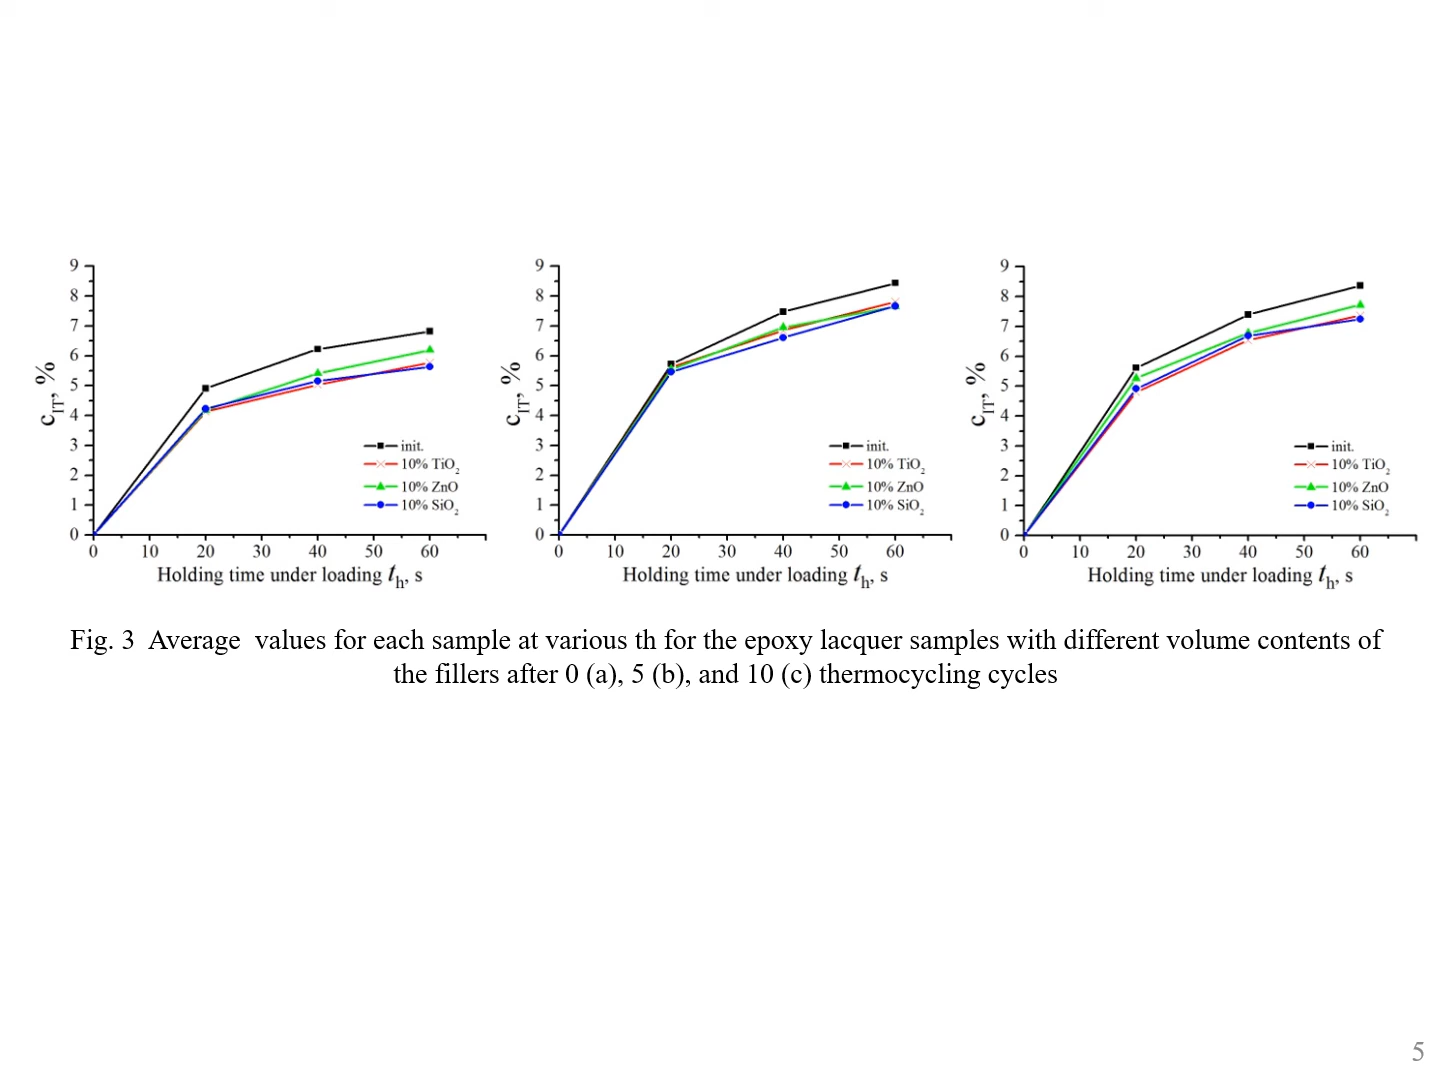 9
8
7
6
5
4
3
2
1
0
c_IT, %
init.
10% TiO₂
10% ZnO
10% SiO₂
0 10 20 30 40 50 60
Holding time under loading t_h, s
9
8
7
6
5
4
3
2
1
0
c_IT, %
init.
10% TiO₂
10% ZnO
10% SiO₂
0 10 20 30 40 50 60
Holding time under loading t_h, s
9
8
7
6
5
4
3
2
1
0
c_IT, %
init.
10% TiO₂
10% ZnO
10% SiO₂
0 10 20 30 40 50 60
Holding time under loading t_h, s
Fig. 3 Average values for each sample at various th for the epoxy lacquer samples with different volume contents of
the fillers after 0 (a), 5 (b), and 10 (c) thermocycling cycles
5